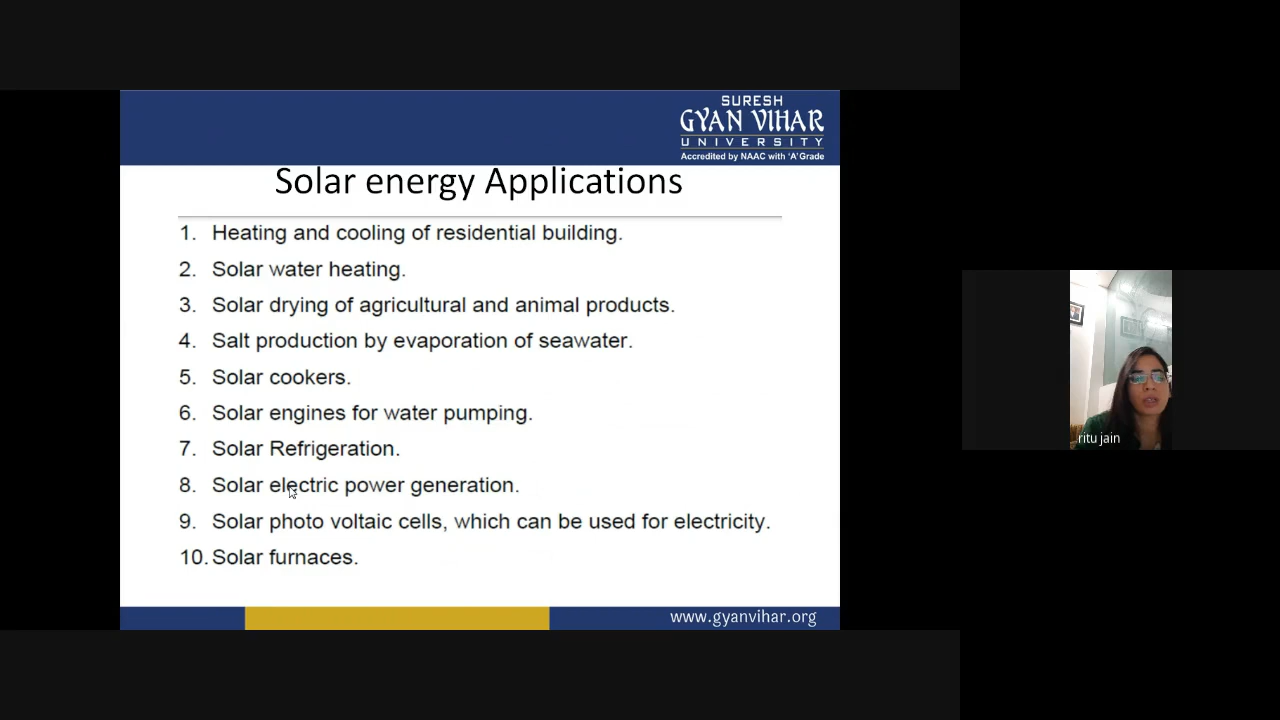 SURESH
GYAN VIHAR
UNIVERSITY
Accredited by NAAC with 'A' Grade
Solar energy Applications
1. Heating and cooling of residential building.
2. Solar water heating.
3. Solar drying of agricultural and animal products.
4. Salt production by evaporation of seawater.
5. Solar cookers.
6. Solar engines for water pumping.
7. Solar Refrigeration.
8. Solar electric power generation.
9. Solar photo voltaic cells, which can be used for electricity.
10. Solar furnaces.
www.gyanvihar.org
ritu jain